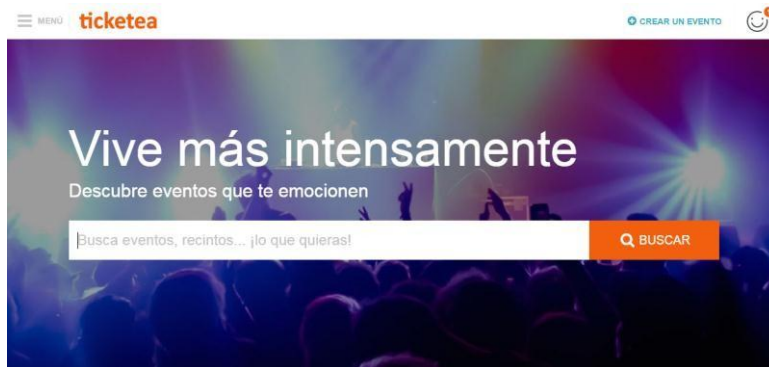 MENÚ
ticketea
CREAR UN EVENTO
Vive más intensamente
Descubre eventos que te emocionen
Busca eventos, recintos... ¡lo que quieras!
BUSCAR